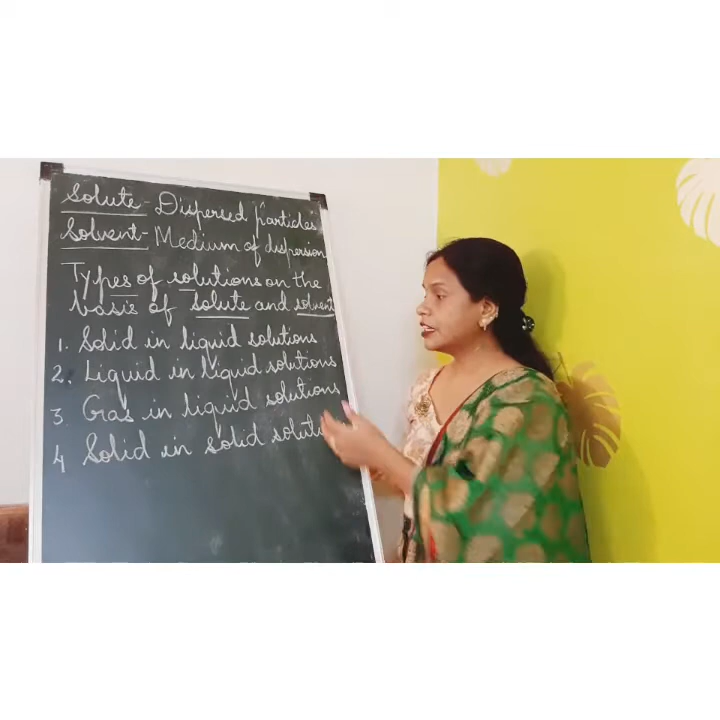 Solute - Dispersed Particles
Solvent - Medium of dispersion
Types of solutions on the
basis of solute and solvent
1. Solid in liquid solutions
2. Liquid in liquid solutions
3 Gas in liquid solutions
4 Solid in solid